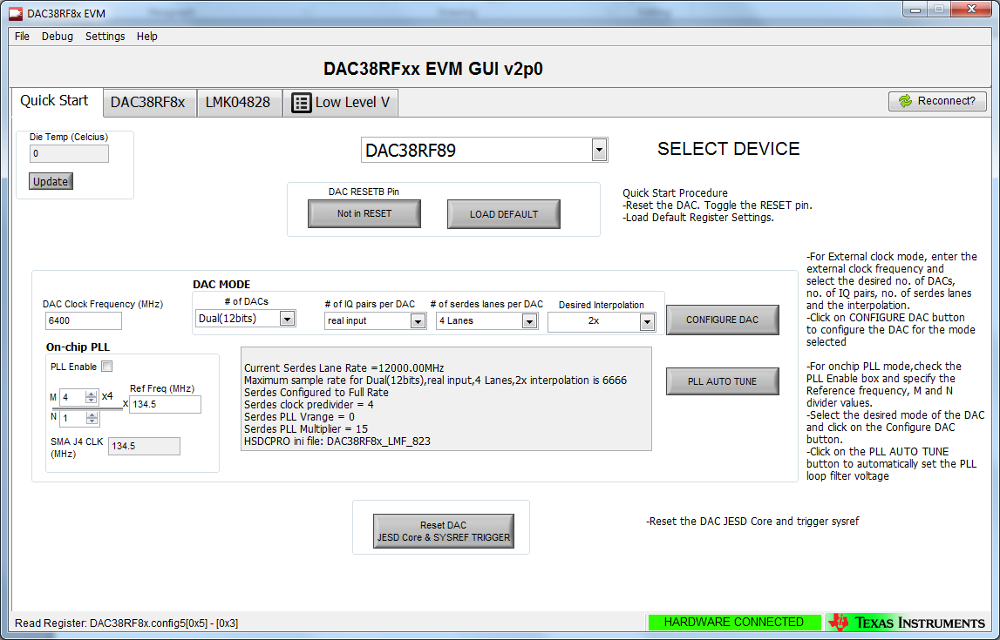 DAC38RF8x EVM
File Debug Settings Help
DAC38RFxx EVM GUI v2p0
Quick Start DAC38RF8x LMK04828 Low Level V Reconnect?
Die Temp (Celcius)
0
Update
DAC38RF89
SELECT DEVICE
DAC RESETB Pin
Not in RESET LOAD DEFAULT
Quick Start Procedure
-Reset the DAC. Toggle the RESET pin.
-Load Default Register Settings.
DAC Clock Frequency (MHz)
6400
DAC MODE
# of DACs
Dual(12bits)
# of IQ pairs per DAC
real input
# of serdes lanes per DAC
4 Lanes
Desired Interpolation
2x
CONFIGURE DAC
On-chip PLL
PLL Enable
M 4 x4
N 1
x
Ref Freq (MHz)
134.5
SMA J4 CLK
(MHz)
134.5
Current Serdes Lane Rate =12000.00MHz
Maximum sample rate for Dual(12bits),real input,4 Lanes,2x interpolation is 6666
Serdes Configured to Full Rate
Serdes clock predivider = 4
Serdes PLL Vrange = 0
Serdes PLL Multiplier = 15
HSDCPRO ini file: DAC38RF8x_LMF_823
PLL AUTO TUNE
-For External clock mode, enter the
external clock frequency and
select the desired no. of DACs,
no. of IQ pairs, no. of serdes lanes
and the interpolation.
-Click on CONFIGURE DAC button
to configure the DAC for the mode
selected
-For onchip PLL mode,check the
PLL Enable box and specify the
Reference frequency, M and N
divider values.
-Select the desired mode of the DAC
and click on the Configure DAC
button.
-Click on the PLL AUTO TUNE
button to automatically set the PLL
loop filter voltage
Reset DAC
JESD Core & SYSREF TRIGGER
-Reset the DAC JESD Core and trigger sysref
Read Register: DAC38RF8x.config5[0x5] - [0x3]
HARDWARE CONNECTED
TEXAS INSTRUMENTS